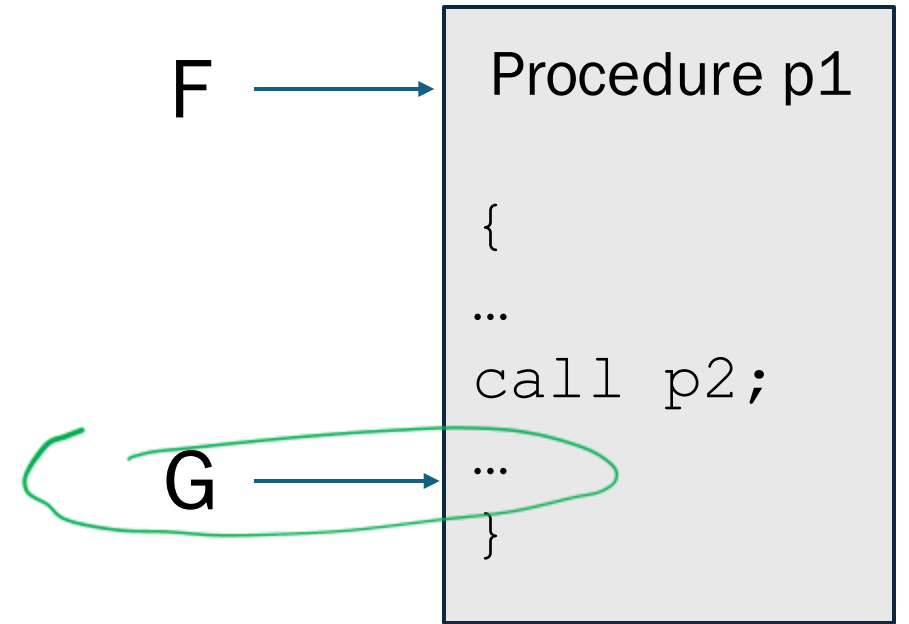 F
Procedure p1
{
…
call p2;
G
…
}